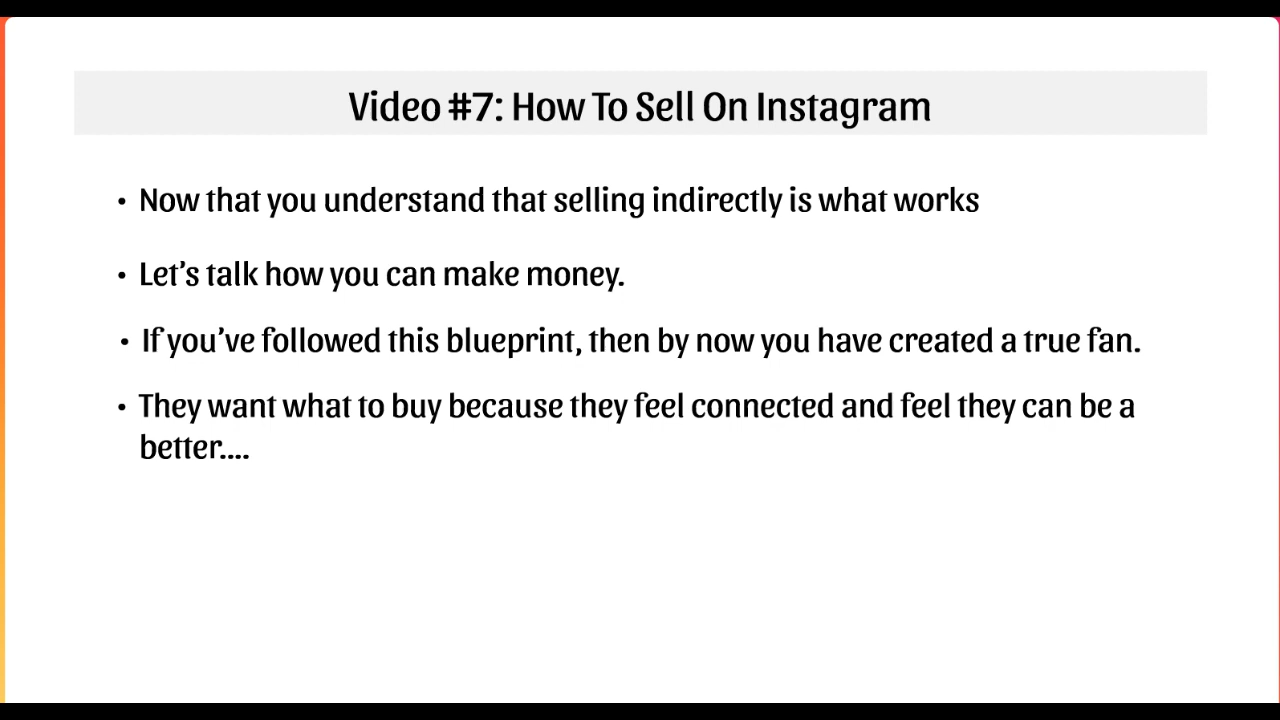 Video #7: How To Sell On Instagram
• Now that you understand that selling indirectly is what works
• Let’s talk how you can make money.
• If you’ve followed this blueprint, then by now you have created a true fan.
• They want what to buy because they feel connected and feel they can be a
better....